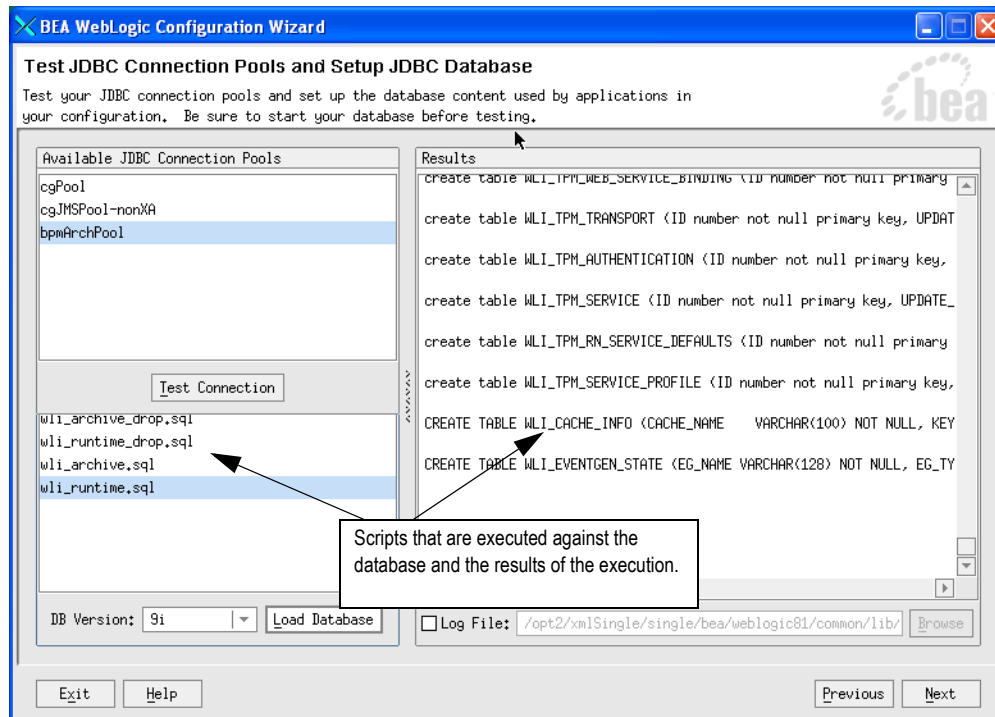 BEA WebLogic Configuration Wizard
Test JDBC Connection Pools and Setup JDBC Database
Test your JDBC connection pools and set up the database content used by applications in
your configuration. Be sure to start your database before testing.
bea
Available JDBC Connection Pools
cgPool
cgJMSPool-nonXA
bpmArchPool
Test Connection
wli_archive_drop.sql
wli_runtime_drop.sql
wli_archive.sql
wli_runtime.sql
DB Version: 9i
Load Database
Results
create table WLI_TPM_WEB_SERVICE_BINDING (ID number not null primary
create table WLI_TPM_TRANSPORT (ID number not null primary key, UPDAT
create table WLI_TPM_AUTHENTICATION (ID number not null primary key,
create table WLI_TPM_SERVICE (ID number not null primary key, UPDATE_
create table WLI_TPM_RN_SERVICE_DEFAULTS (ID number not null primary
create table WLI_TPM_SERVICE_PROFILE (ID number not null primary key,
CREATE TABLE WLI_CACHE_INFO (CACHE_NAME VARCHAR(100) NOT NULL, KEY
CREATE TABLE WLI_EVENTGEN_STATE (EG_NAME VARCHAR(128) NOT NULL, EG_TY
Scripts that are executed against the
database and the results of the execution.
Log File: /opt2/xmlSingle/single/bea/weblogic81/common/lib/ Browse
Exit Help Previous Next